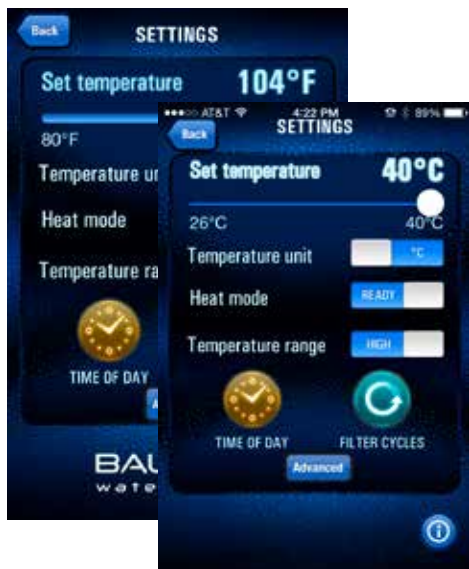 Back
SETTINGS
Set temperature 104°F
80°F
Temperature
Heat mode
Temperature
TIME OF DAY
BAL
wate
AT&T 4:22 PM 89%
Back
SETTINGS
Set temperature 40°C
26°C 40°C
Temperature unit °C
Heat mode READY
Temperature range HIGH
TIME OF DAY FILTER CYCLES
Advanced